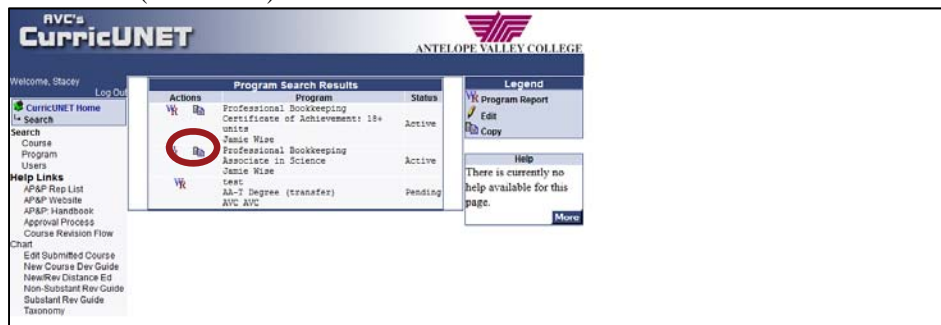 AVC's
CurricUNET
ANTELOPE VALLEY COLLEGE
Welcome, Stacey
Log Out
CurricUNET Home
Search
Search
Course
Program
Users
Help Links
AP&P Rep List
AP&P Website
AP&P: Handbook
Approval Process
Course Revision Flow
Chart
Edit Submitted Course
New Course Dev Guide
New/Rev Distance Ed
Non-Substant Rev Guide
Substant Rev Guide
Taxonomy
Program Search Results
Actions Program Status
WR Professional Bookkeeping
Certificate of Achievement: 18+
units
Active
Jamie Wise
Professional Bookkeeping
Associate in Science
Active
Jamie Wise
WR test
AA-T Degree (transfer)
Pending
AVC AVC
Legend
WR Program Report
Edit
Copy
Help
There is currently no
help available for this
page.
More